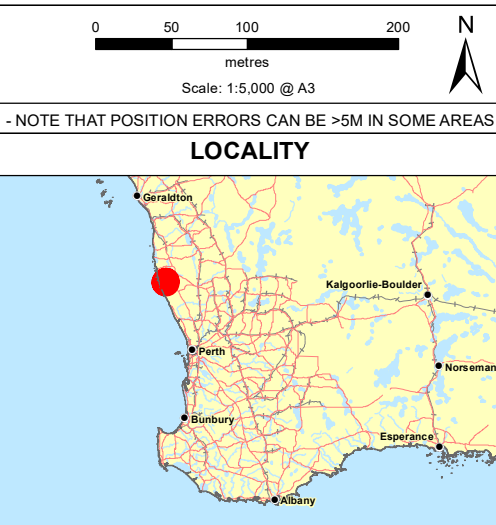 0 50 100 200
N
metres
Scale: 1:5,000 @ A3
- NOTE THAT POSITION ERRORS CAN BE >5M IN SOME AREAS
LOCALITY
Geraldton
Kalgoorlie-Boulder
Perth
Norseman
Bunbury
Esperance
Albany